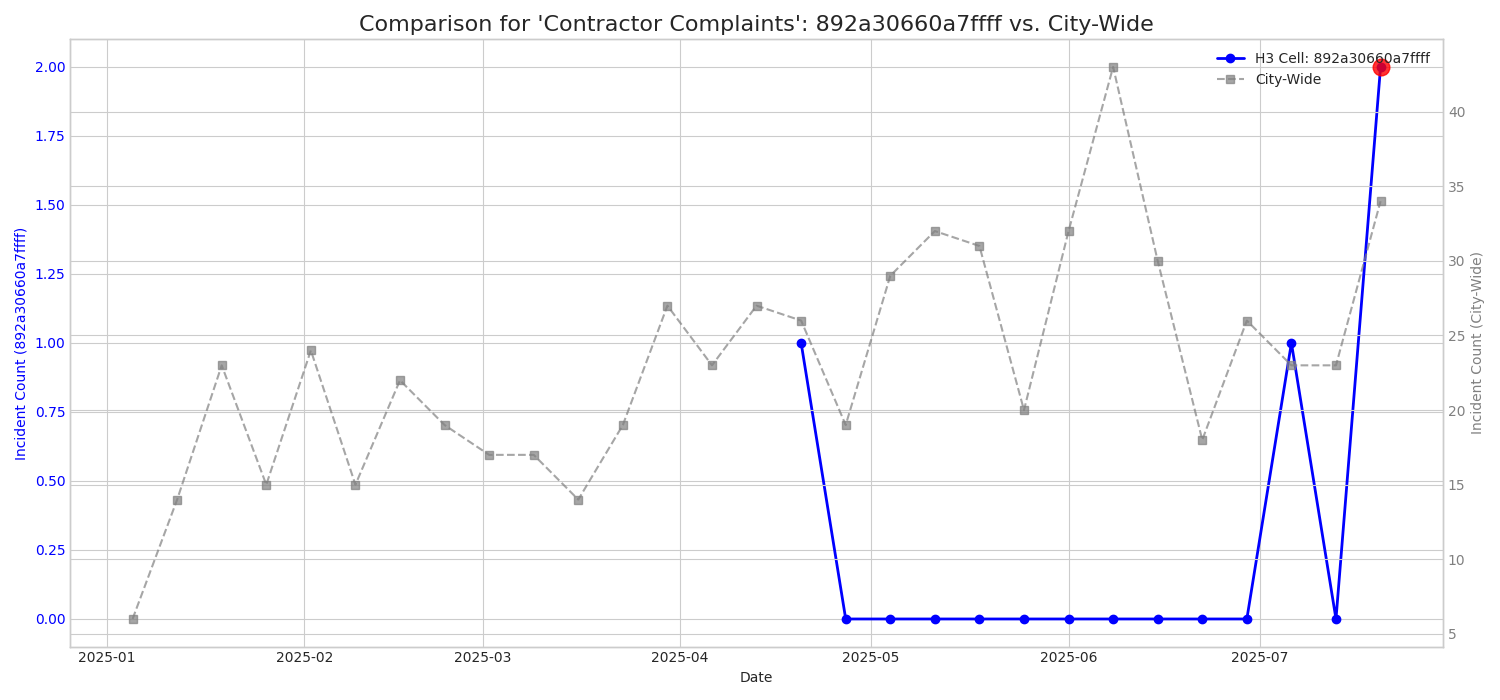 Comparison for 'Contractor Complaints': 892a30660a7ffff vs. City-Wide
H3 Cell: 892a30660a7ffff
City-Wide
Incident Count (892a30660a7ffff)
2.00
1.75
1.50
1.25
1.00
0.75
0.50
0.25
0.00
40
35
30
25
20
15
10
5
Incident Count (City-Wide)
2025-01 2025-02 2025-03 2025-04 2025-05 2025-06 2025-07
Date